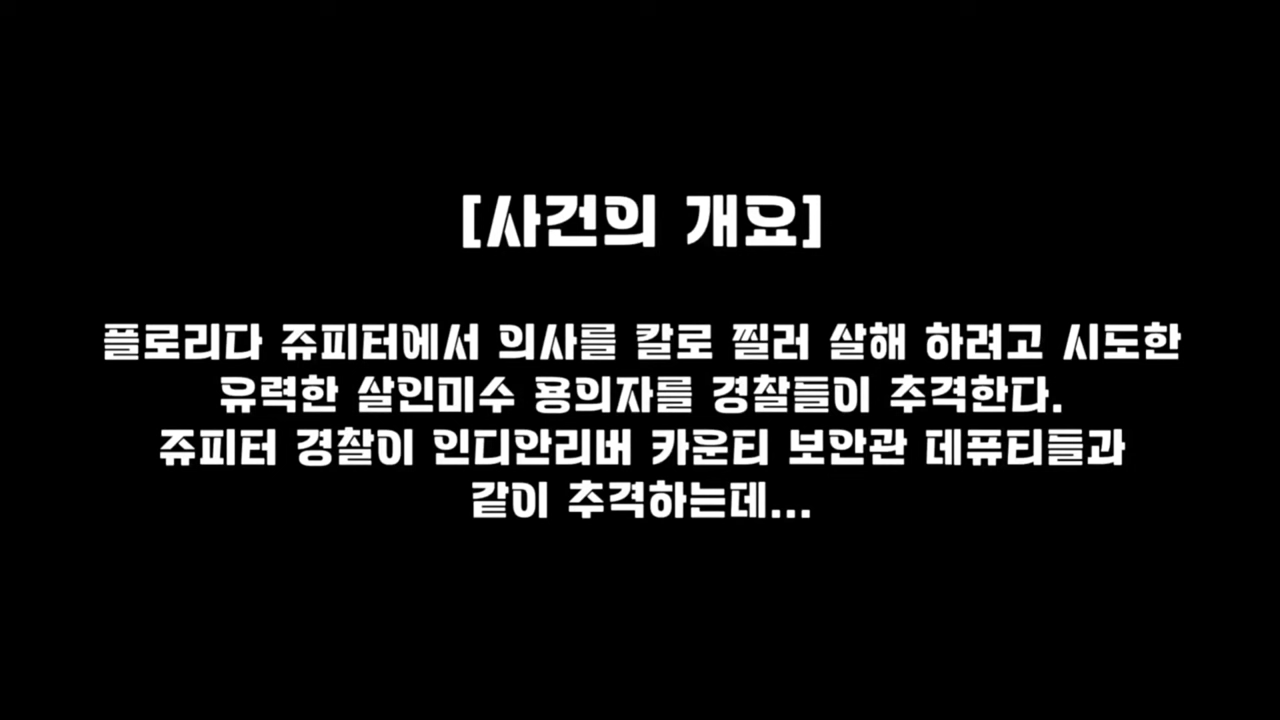 [사건의 개요]
플로리다 쥬피터에서 의사를 칼로 찔러 살해 하려고 시도한
유력한 살인미수 용의자를 경찰들이 추격한다.
쥬피터 경찰이 인디안리버 카운티 보안관 데퓨티들과
같이 추격하는데...